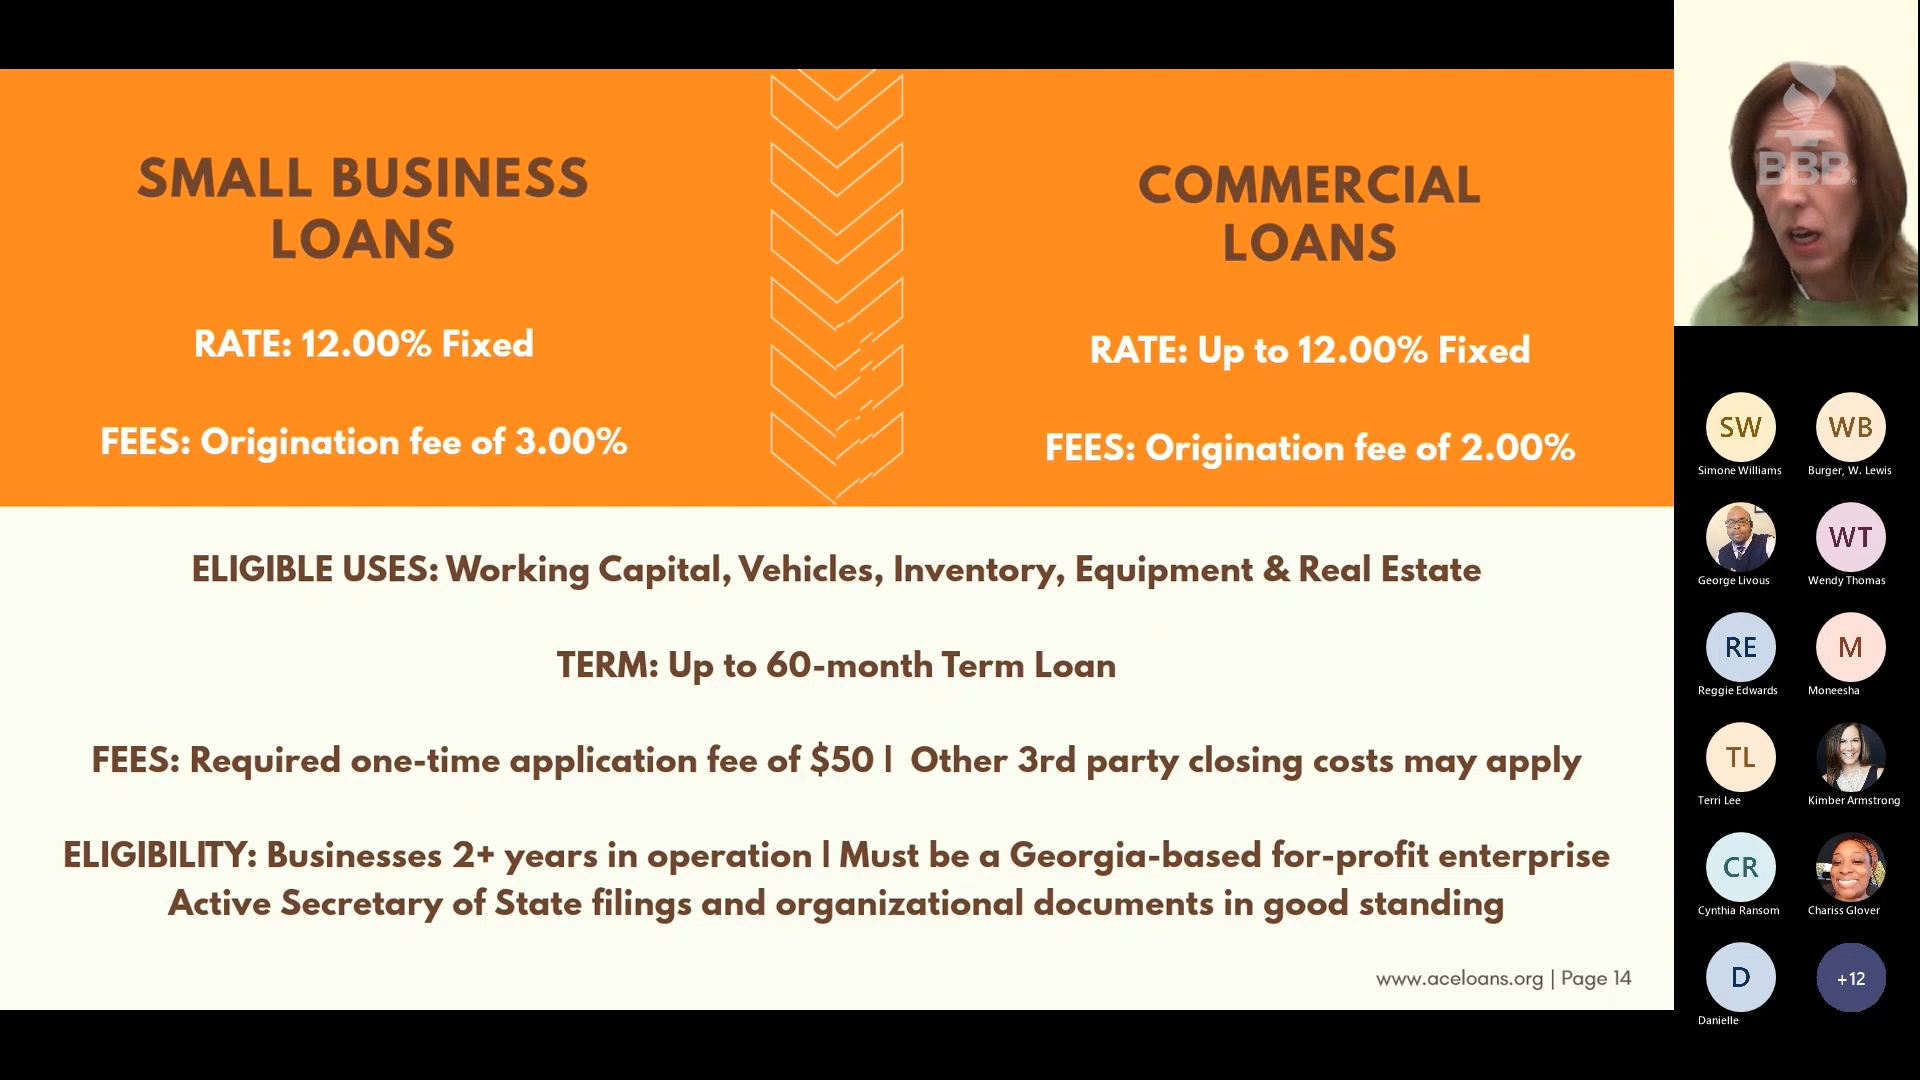 SMALL BUSINESS
LOANS
RATE: 12.00% Fixed
FEES: Origination fee of 3.00%
COMMERCIAL
LOANS
RATE: Up to 12.00% Fixed
FEES: Origination fee of 2.00%
ELIGIBLE USES: Working Capital, Vehicles, Inventory, Equipment & Real Estate
TERM: Up to 60-month Term Loan
FEES: Required one-time application fee of $50 | Other 3rd party closing costs may apply
ELIGIBILITY: Businesses 2+ years in operation | Must be a Georgia-based for-profit enterprise
Active Secretary of State filings and organizational documents in good standing
www.aceloans.org | Page 14
BBB®
SW
Simone Williams
WB
Burger, W. Lewis
George Livous
WT
Wendy Thomas
RE
Reggie Edwards
M
Moneesha
TL
Terri Lee
Kimber Armstrong
CR
Cynthia Ransom
Chariss Glover
D
Danielle
+12